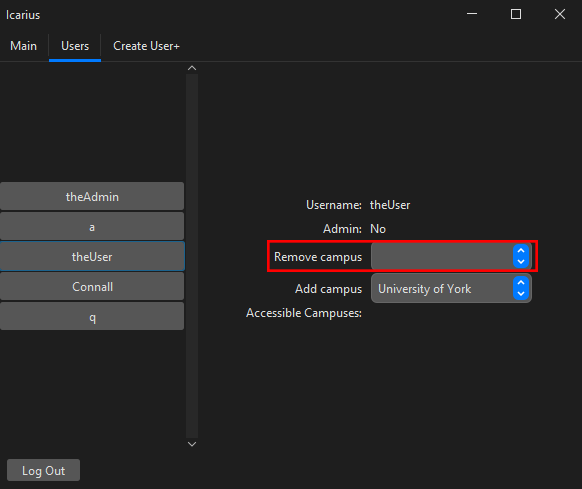 Icarius
Main Users Create User+
theAdmin
a
theUser
Connall
q
Username: theUser
Admin: No
Remove campus
Add campus University of York
Accessible Campuses:
Log Out